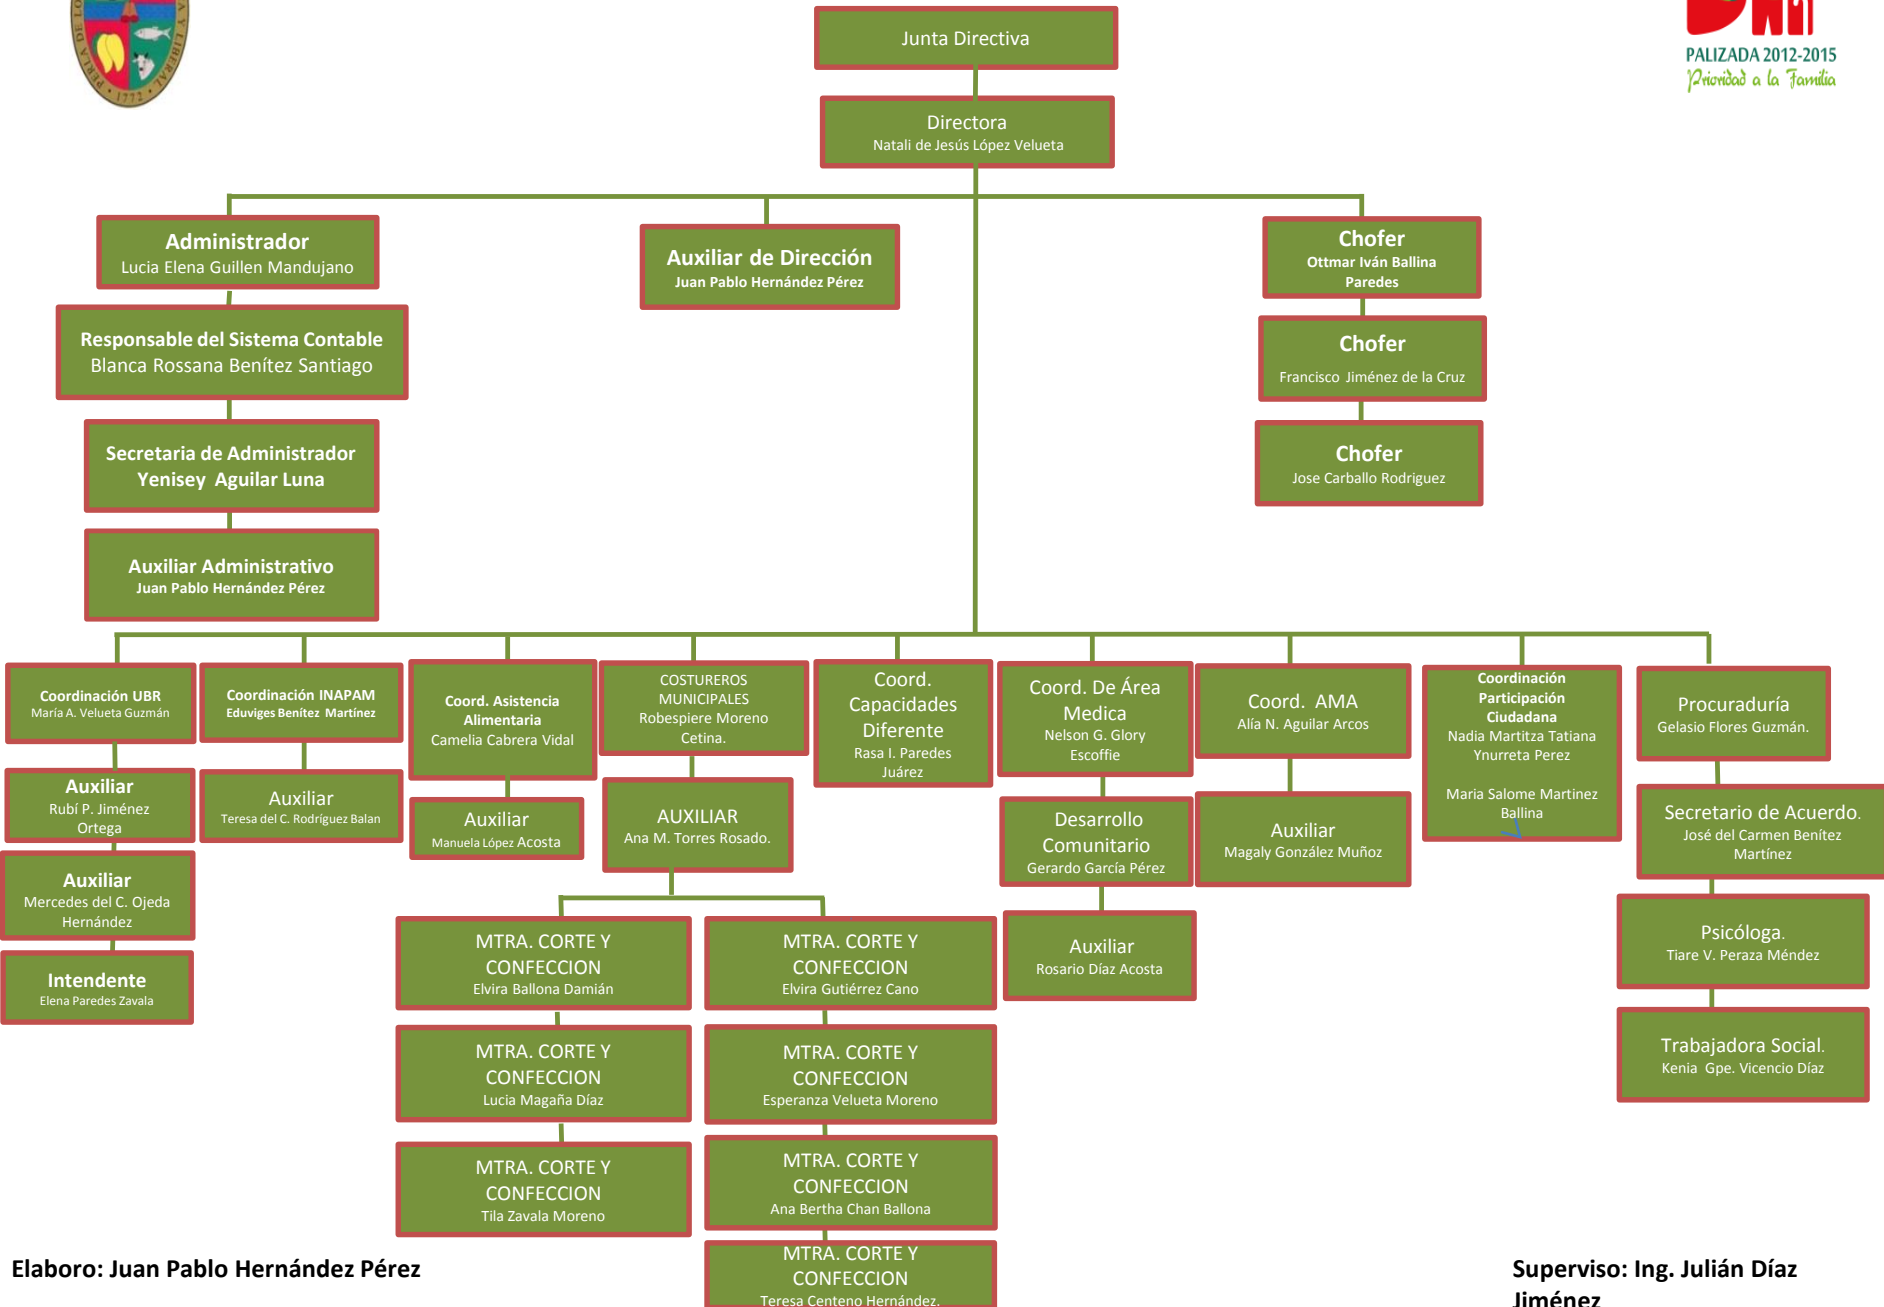 PERLA DE LO
A Y LIBERAL
1772
PALIZADA 2012-2015
Prioridad a la Familia
Junta Directiva
Directora
Natali de Jesús López Velueta
Administrador
Lucia Elena Guillen Mandujano
Auxiliar de Dirección
Juan Pablo Hernández Pérez
Chofer
Ottmar Iván Ballina
Paredes
Responsable del Sistema Contable
Blanca Rossana Benítez Santiago
Chofer
Francisco Jiménez de la Cruz
Secretaria de Administrador
Yenisey Aguilar Luna
Chofer
Jose Carballo Rodriguez
Auxiliar Administrativo
Juan Pablo Hernández Pérez
Coordinación UBR
María A. Velueta Guzmán
Auxiliar
Rubí P. Jiménez
Ortega
Auxiliar
Mercedes del C. Ojeda
Hernández
Intendente
Elena Paredes Zavala
Coordinación INAPAM
Eduviges Benítez Martínez
Auxiliar
Teresa del C. Rodríguez Balan
Coord. Asistencia
Alimentaria
Camelia Cabrera Vidal
Auxiliar
Manuela López Acosta
COSTUREROS
MUNICIPALES
Robespiere Moreno
Cetina.
AUXILIAR
Ana M. Torres Rosado.
MTRA. CORTE Y
CONFECCION
Elvira Ballona Damián
MTRA. CORTE Y
CONFECCION
Lucia Magaña Díaz
MTRA. CORTE Y
CONFECCION
Tila Zavala Moreno
MTRA. CORTE Y
CONFECCION
Elvira Gutiérrez Cano
MTRA. CORTE Y
CONFECCION
Esperanza Velueta Moreno
MTRA. CORTE Y
CONFECCION
Ana Bertha Chan Ballona
MTRA. CORTE Y
CONFECCION
Teresa Centeno Hernández.
Coord.
Capacidades
Diferente
Rasa I. Paredes
Juárez
Coord. De Área
Medica
Nelson G. Glory
Escoffie
Desarrollo
Comunitario
Gerardo García Pérez
Auxiliar
Rosario Díaz Acosta
Coord. AMA
Alía N. Aguilar Arcos
Auxiliar
Magaly González Muñoz
Coordinación
Participación
Ciudadana
Nadia Martitza Tatiana
Ynurreta Perez
Maria Salome Martinez
Ballina
Procuraduría
Gelasio Flores Guzmán.
Secretario de Acuerdo.
José del Carmen Benítez
Martínez
Psicóloga.
Tiare V. Peraza Méndez
Trabajadora Social.
Kenia Gpe. Vicencio Díaz
Elaboro: Juan Pablo Hernández Pérez
Superviso: Ing. Julián Díaz
Jiménez